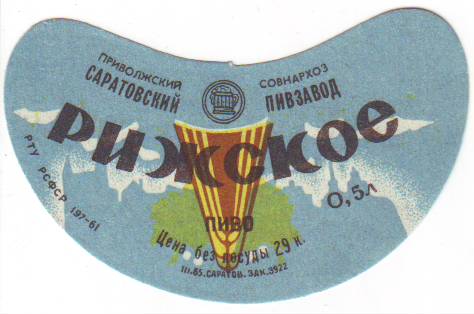 ПРИВОЛЖСКИЙ СОВНАРХОЗ
САРАТОВСКИЙ ПИВЗАВОД
РИЖСКОЕ
РТУ РСФСР 197-61
0,5л
ПИВО
Цена без посуды 29 к.
III.65. САРАТОВ. ЗАК. 3922